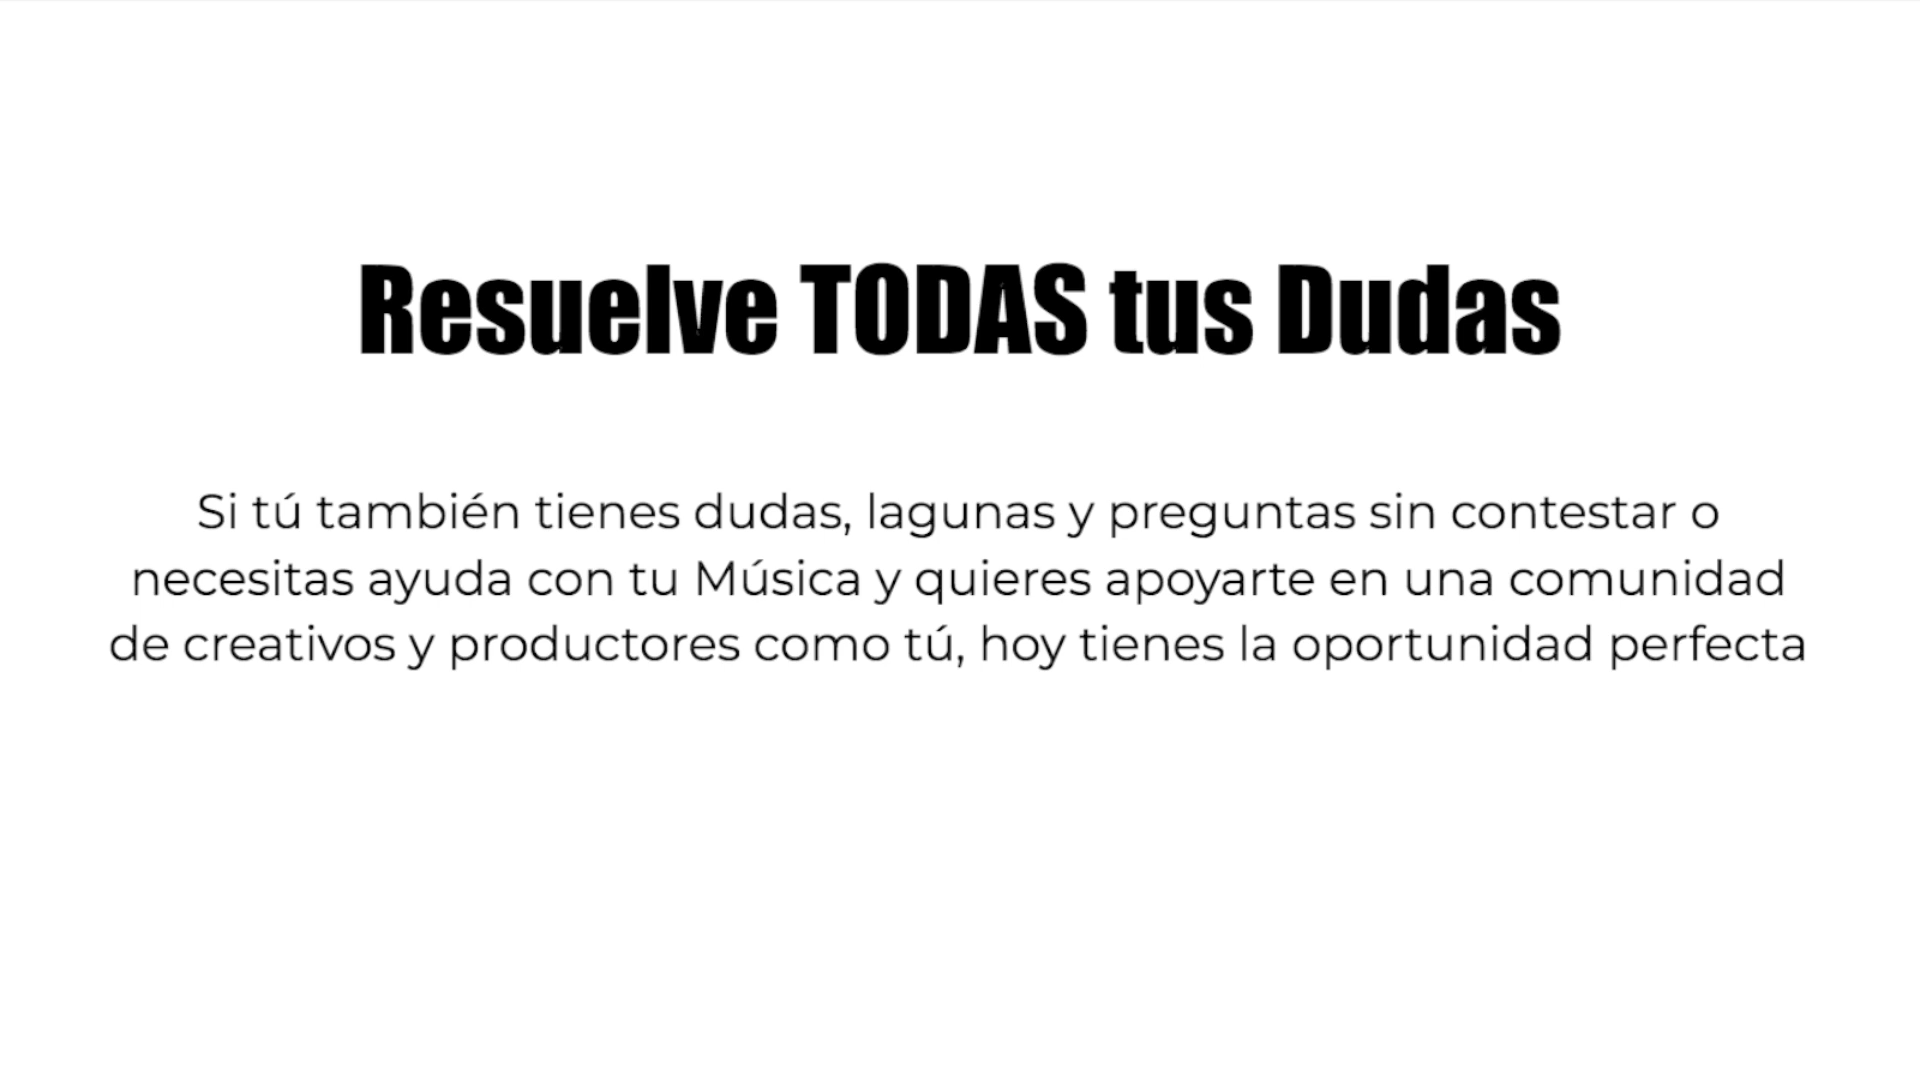 Resuelve TODAS tus Dudas
Si tú también tienes dudas, lagunas y preguntas sin contestar o
necesitas ayuda con tu Música y quieres apoyarte en una comunidad
de creativos y productores como tú, hoy tienes la oportunidad perfecta